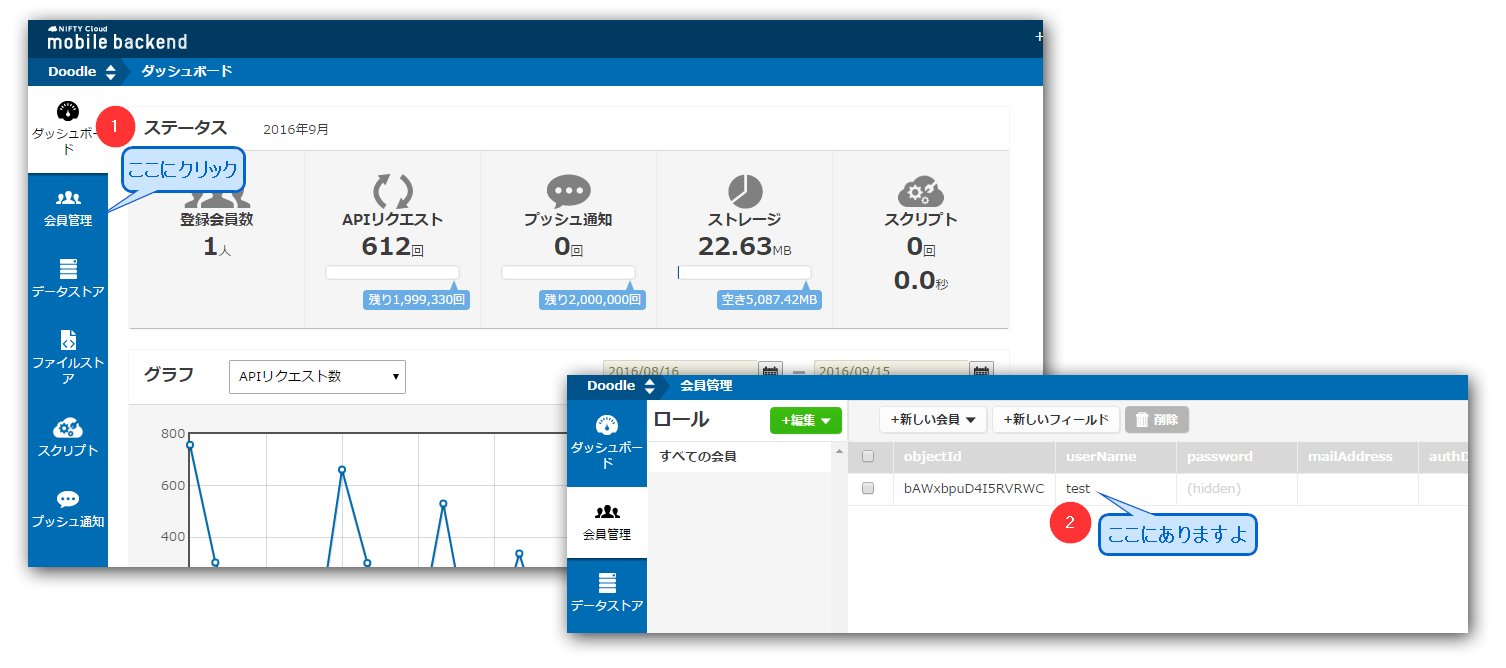 NIFTY Cloud
mobile backend
+
Doodle ダッシュボード
ダッシュボー
ド
1
ここにクリック
会員管理
データストア
ファイルスト
ア
スクリプト
プッシュ通知
ステータス 2016年9月
登録会員数
1人
APIリクエスト
612回
残り1,999,330回
プッシュ通知
0回
残り2,000,000回
ストレージ
22.63MB
空き5,087.42MB
スクリプト
0回
0.0秒
グラフ APIリクエスト数 ▼ 2016/08/16 2016/09/15
800
600
400
Doodle 会員管理
ダッシュボー
ド
会員管理
データストア
ロール +編集 ▼
すべての会員
+新しい会員 ▼ +新しいフィールド 削除
objectId userName password mailAddress authD
bAWxbpuD4I5RVRWC test (hidden)
2
ここにありますよ